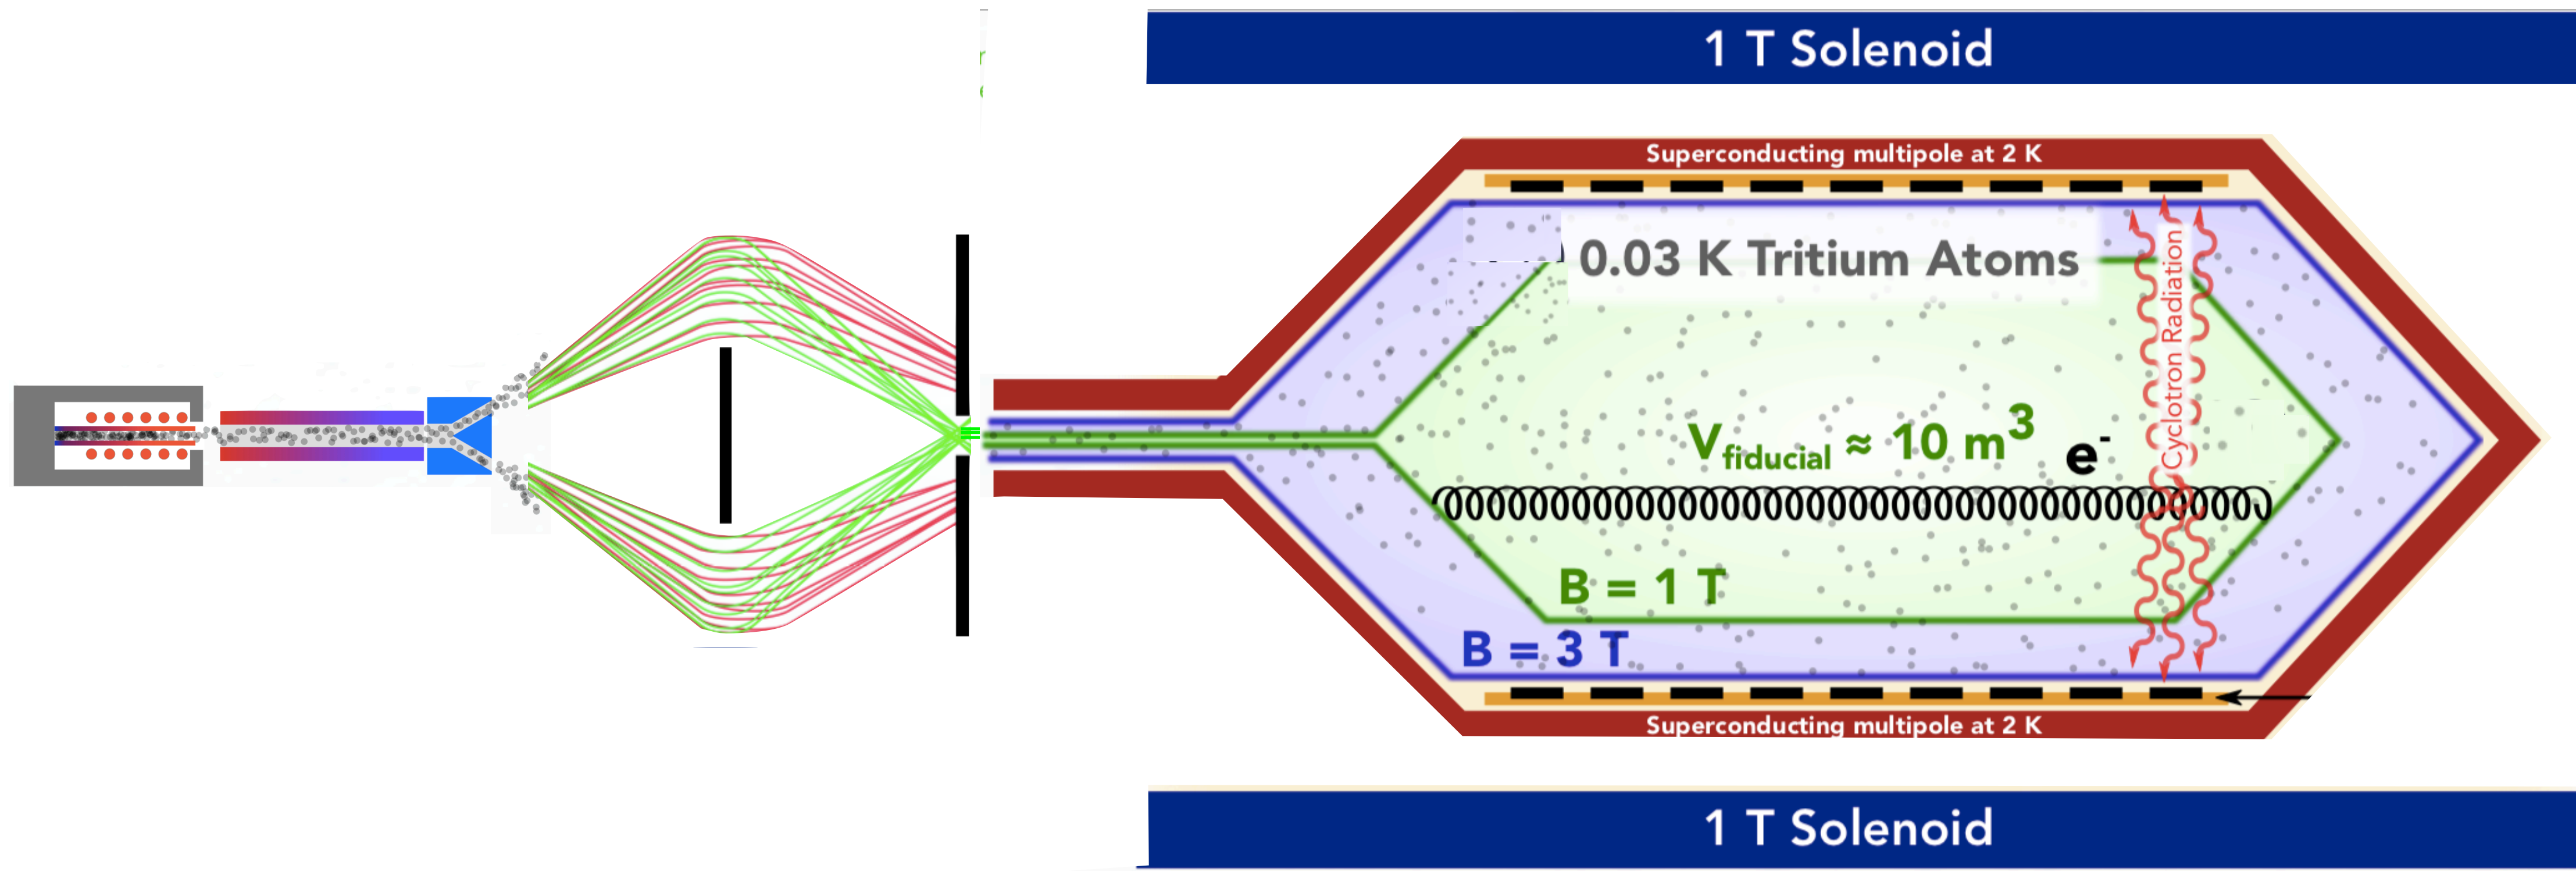 1 T Solenoid
Superconducting multipole at 2 K
0.03 K Tritium Atoms
Cyclotron Radiation
V_fiducial ≈ 10 m³
e⁻
B = 1 T
B = 3 T
Superconducting multipole at 2 K
1 T Solenoid